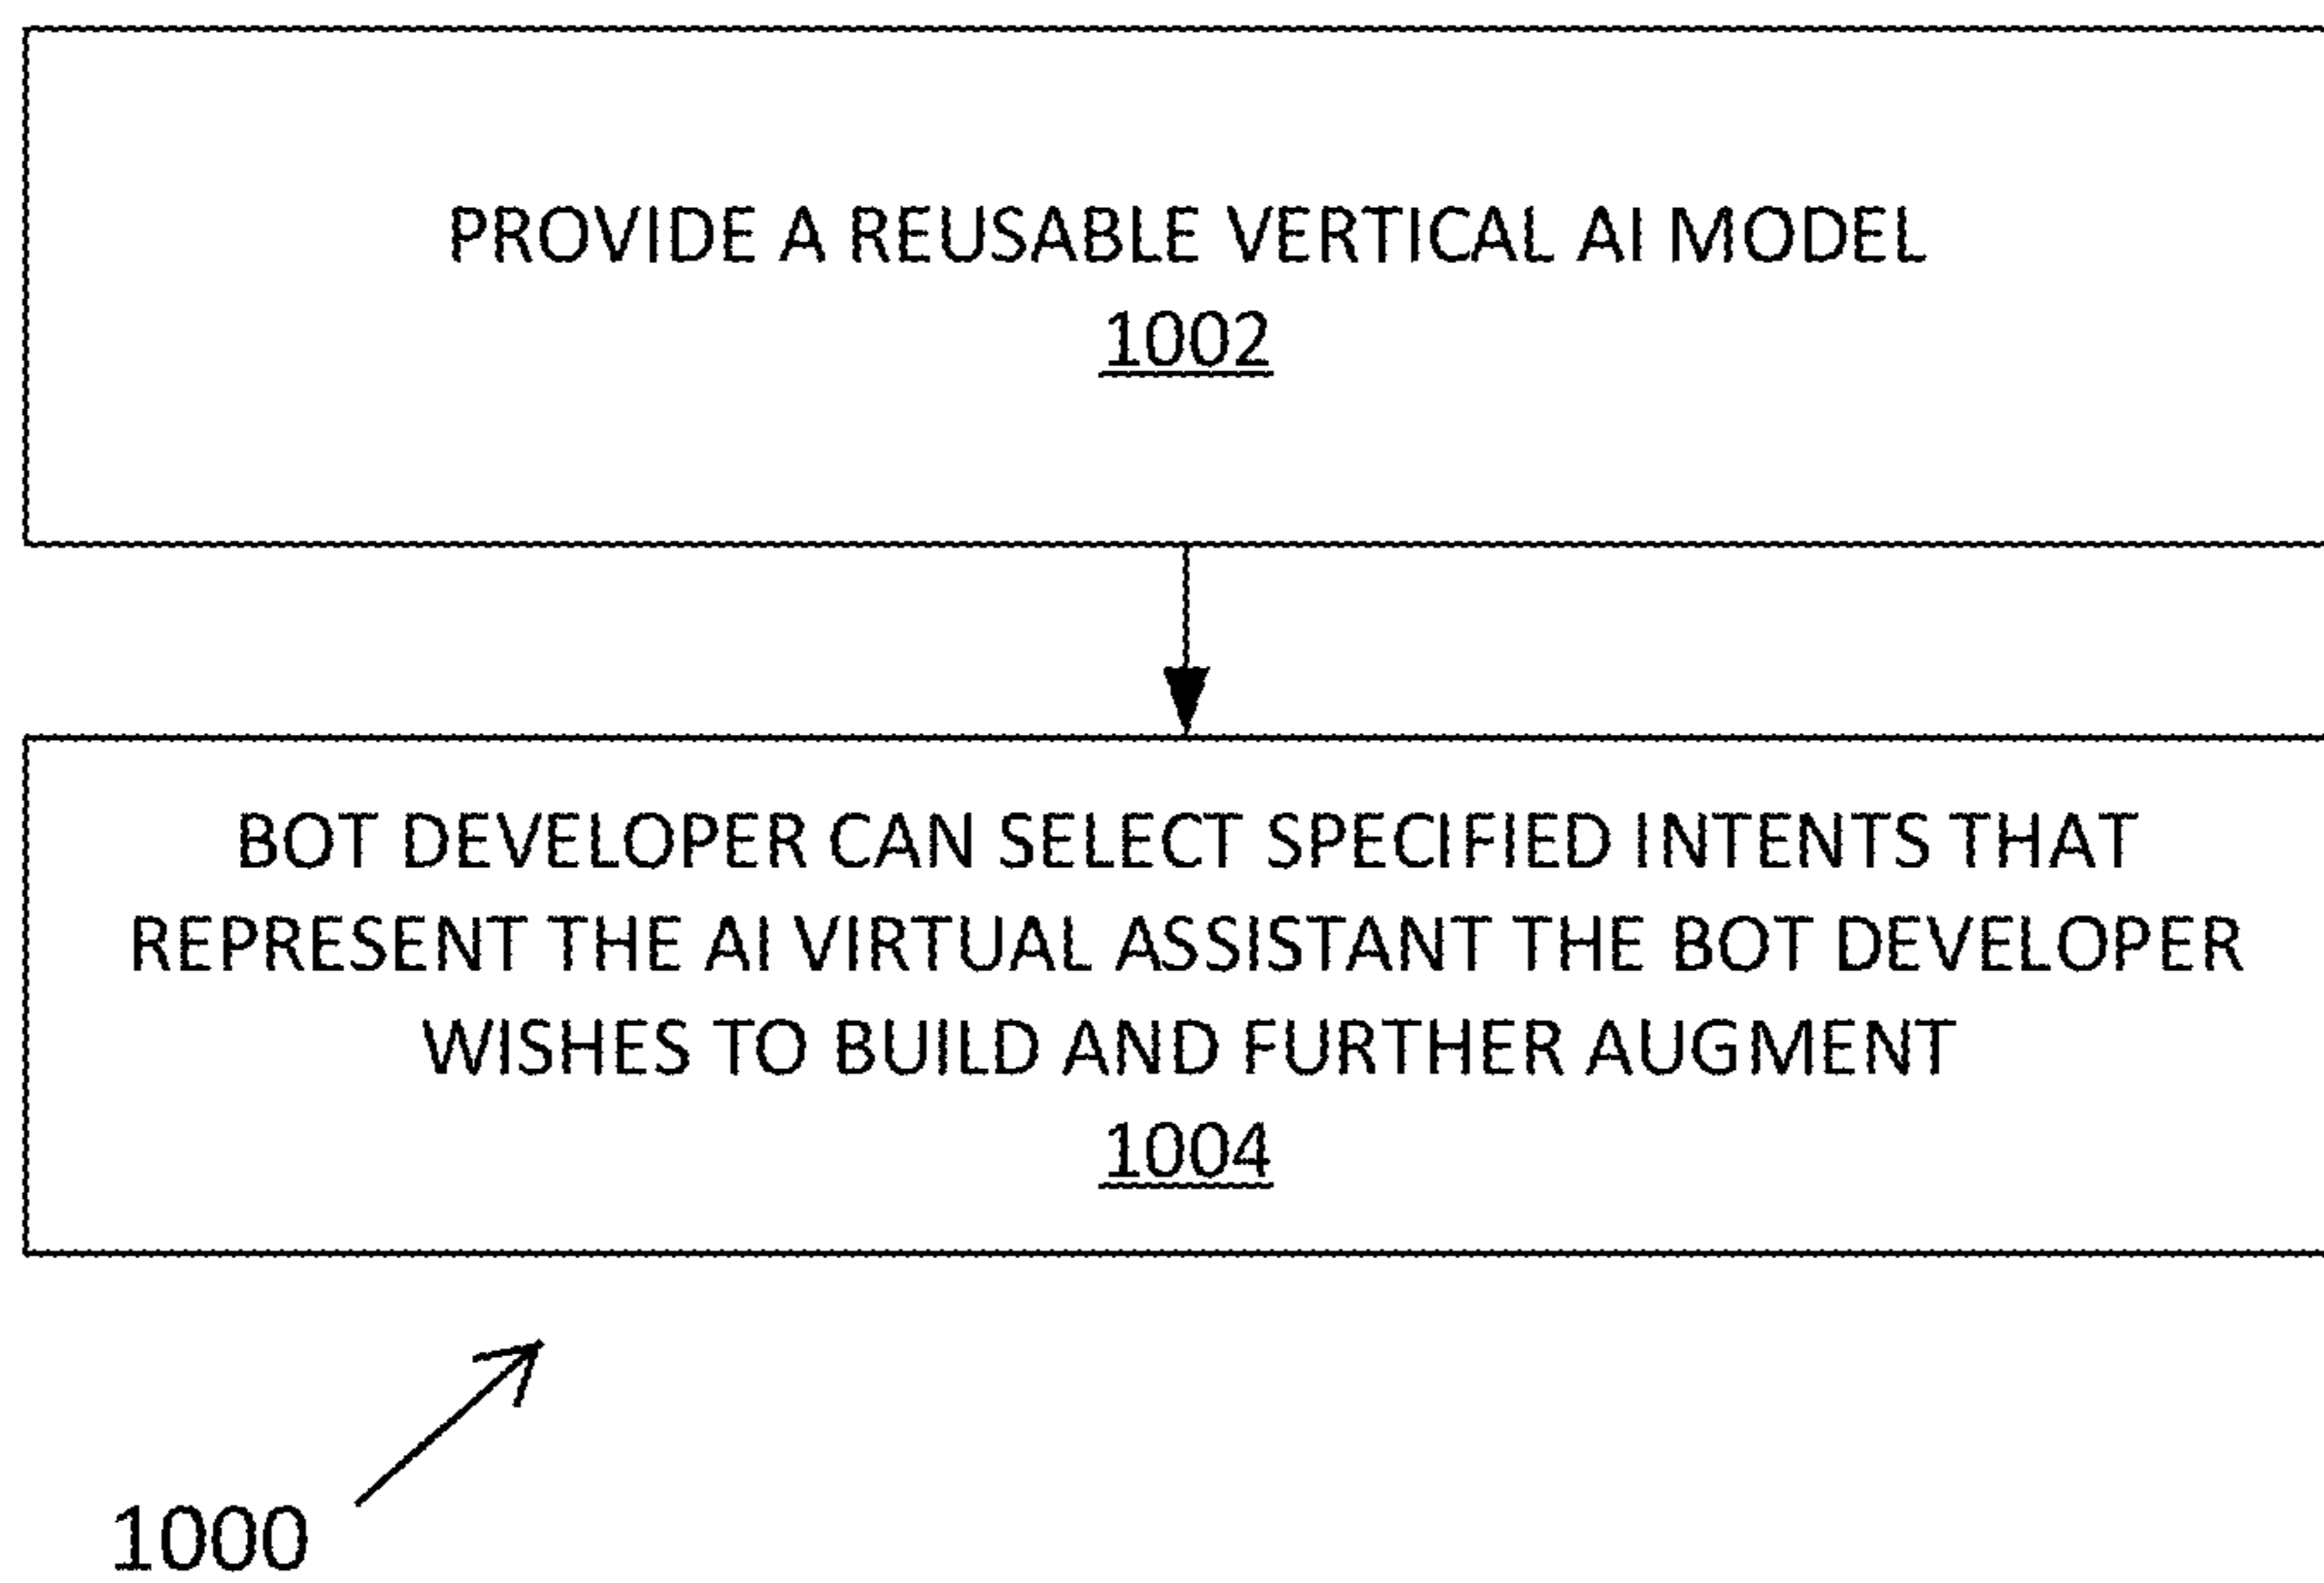 PROVIDE A REUSABLE VERTICAL AI MODEL
1002
BOT DEVELOPER CAN SELECT SPECIFIED INTENTS THAT
REPRESENT THE AI VIRTUAL ASSISTANT THE BOT DEVELOPER
WISHES TO BUILD AND FURTHER AUGMENT
1004
1000